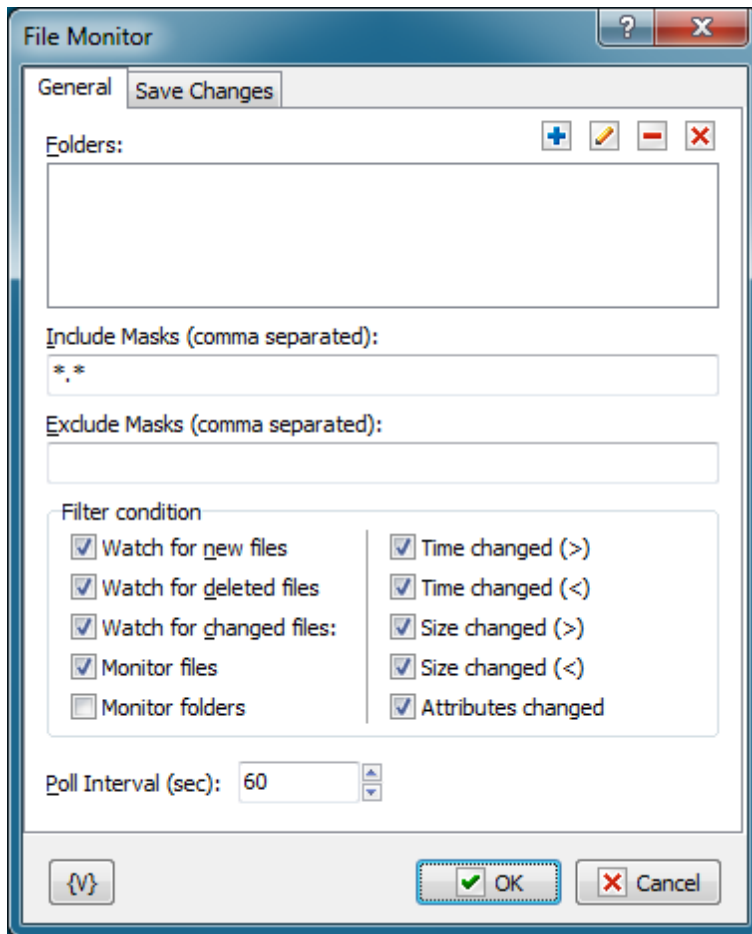 File Monitor
?
General
Save Changes
Folders:
Include Masks (comma separated):
*.*
Exclude Masks (comma separated):
Filter condition
Watch for new files
Time changed (>)
Watch for deleted files
Time changed (<)
Watch for changed files:
Size changed (>)
Monitor files
Size changed (<)
Monitor folders
Attributes changed
Poll Interval (sec): 60
{V}
OK
Cancel